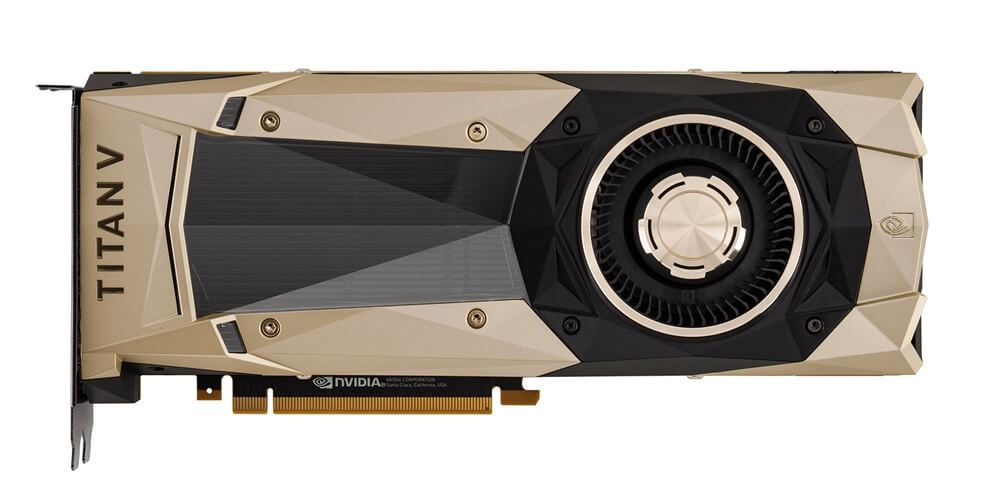 TITAN V
NVIDIA®
NVIDIA CORPORATION
Santa Clara, California, USA